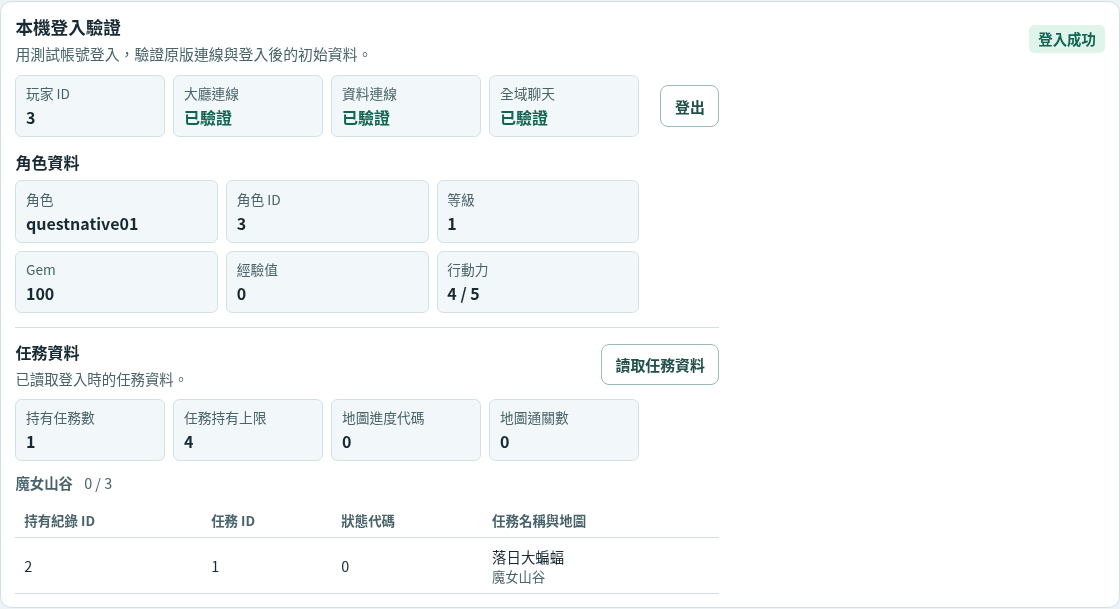 本機登入驗證
登入成功
用測試帳號登入，驗證原版連線與登入後的初始資料。
玩家 ID
3
大廳連線
已驗證
資料連線
已驗證
全域聊天
已驗證
登出
角色資料
角色
questnative01
角色 ID
3
等級
1
Gem
100
經驗值
0
行動力
4 / 5
任務資料
已讀取登入時的任務資料。
讀取任務資料
持有任務數
1
任務持有上限
4
地圖進度代碼
0
地圖通關數
0
魔女山谷 0 / 3
持有紀錄 ID 任務 ID 狀態代碼 任務名稱與地圖
2 1 0 落日大蝙蝠
魔女山谷